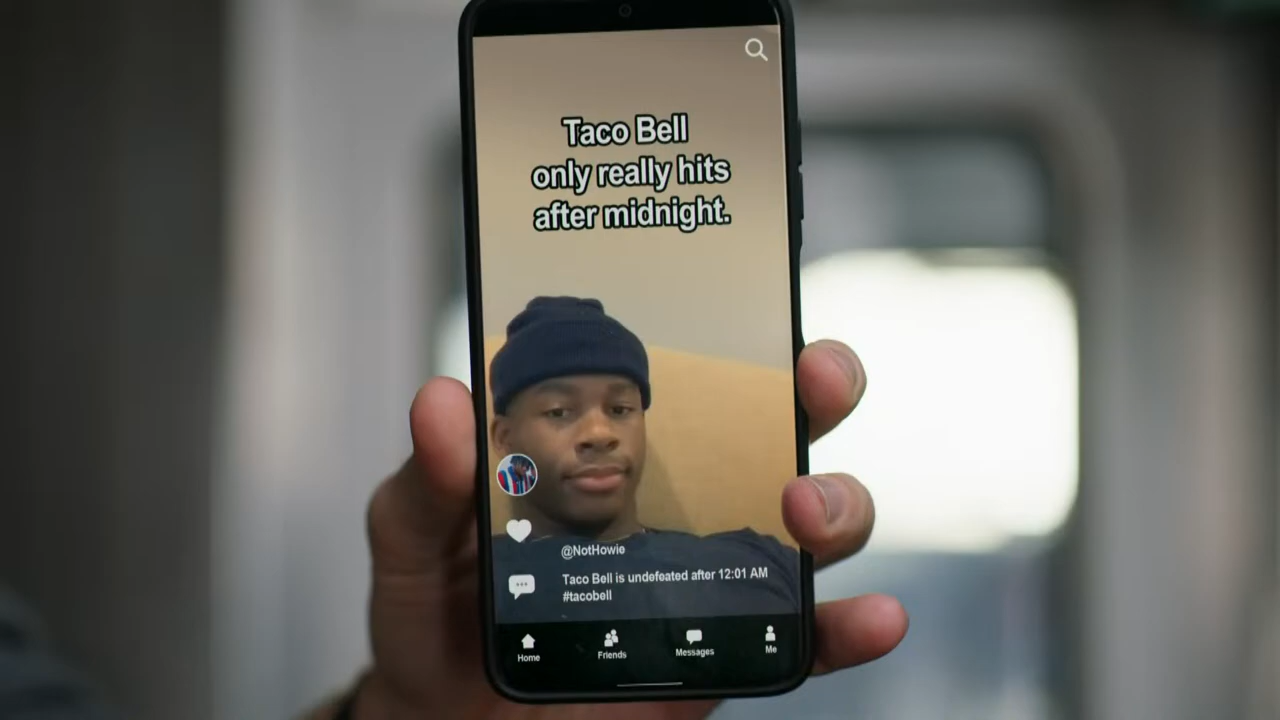 Taco Bell
only really hits
after midnight.
@NotHowie
Taco Bell is undefeated after 12:01 AM
#tacobell
Home
Friends
Messages
Me